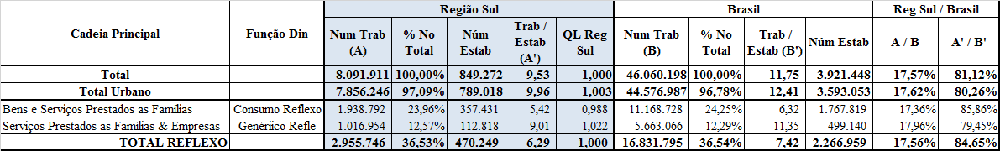 Região Sul Brasil Reg Sul / Brasil
Cadeia Principal Função Din Num Trab (A) % No Total Núm Estab Trab / Estab (A') QL Reg Sul Num Trab (B) % No Total Trab / Estab (B') Núm Estab A / B A' / B'
Total 8.091.911 100,00% 849.272 9,53 1,000 46.060.198 100,00% 11,75 3.921.448 17,57% 81,12%
Total Urbano 7.856.246 97,09% 789.018 9,96 1,003 44.576.987 96,78% 12,41 3.593.053 17,62% 80,26%
Bens e Serviços Prestados as Famílias Consumo Reflexo 1.938.792 23,96% 357.431 5,42 0,988 11.168.728 24,25% 6,32 1.767.819 17,36% 85,86%
Serviços Prestados as Famílias & Empresas Genériico Refle 1.016.954 12,57% 112.818 9,01 1,022 5.663.066 12,29% 11,35 499.140 17,96% 79,45%
TOTAL REFLEXO 2.955.746 36,53% 470.249 6,29 1,000 16.831.795 36,54% 7,42 2.266.959 17,56% 84,65%